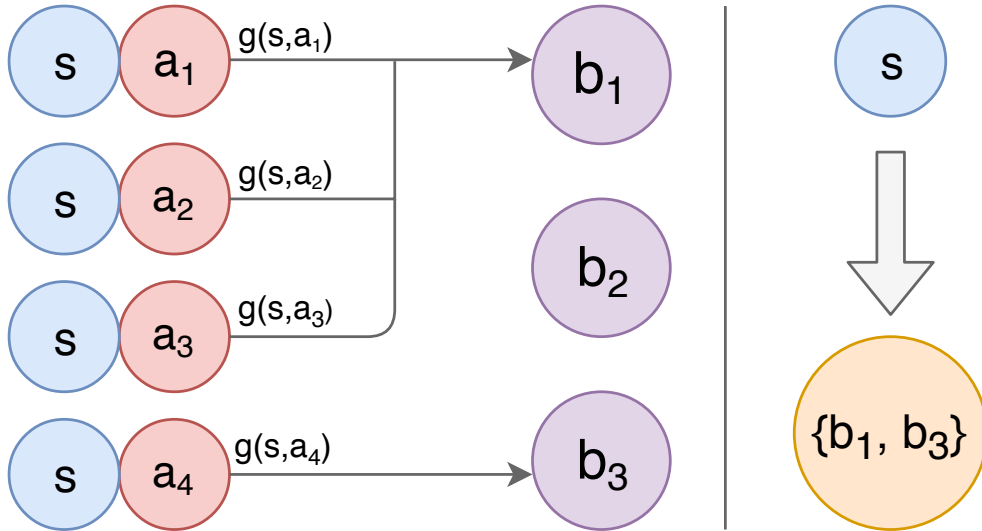 s a₁ g(s,a₁) b₁
s a₂ g(s,a₂)
b₂
s a₃ g(s,a₃)
s a₄ g(s,a₄) b₃
s
{b₁, b₃}